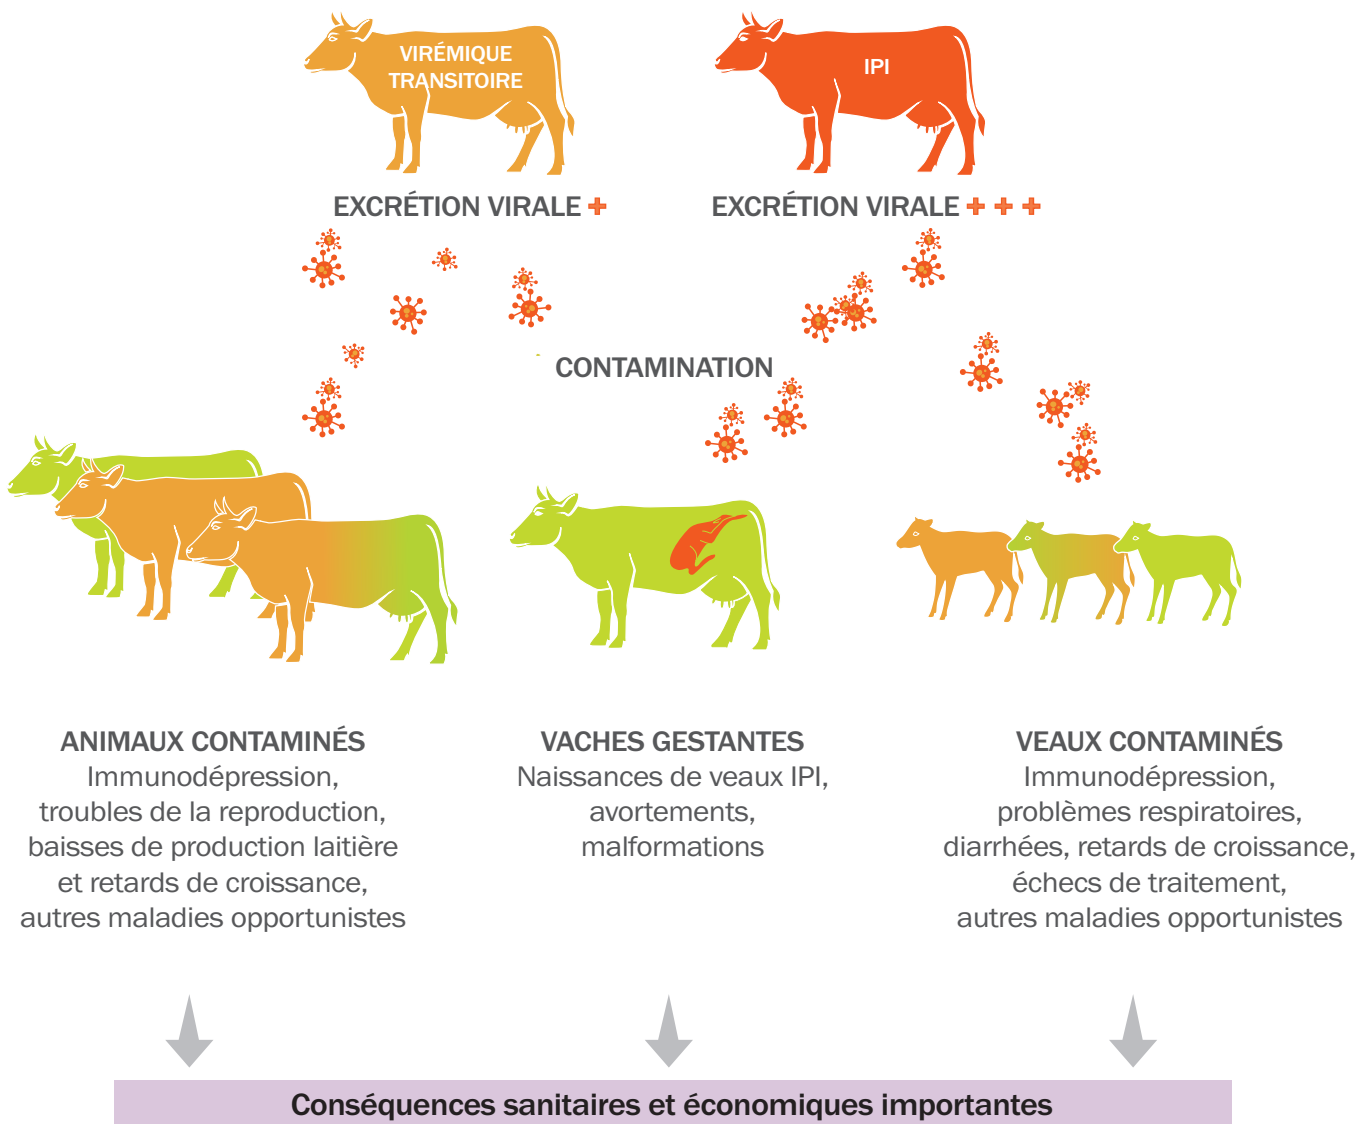 VIRÉMIQUE
TRANSITOIRE
IPI
EXCRÉTION VIRALE +
EXCRÉTION VIRALE + + +
CONTAMINATION
ANIMAUX CONTAMINÉS
Immunodépression,
troubles de la reproduction,
baisses de production laitière
et retards de croissance,
autres maladies opportunistes
VACHES GESTANTES
Naissances de veaux IPI,
avortements,
malformations
VEAUX CONTAMINÉS
Immunodépression,
problèmes respiratoires,
diarrhées, retards de croissance,
échecs de traitement,
autres maladies opportunistes
Conséquences sanitaires et économiques importantes